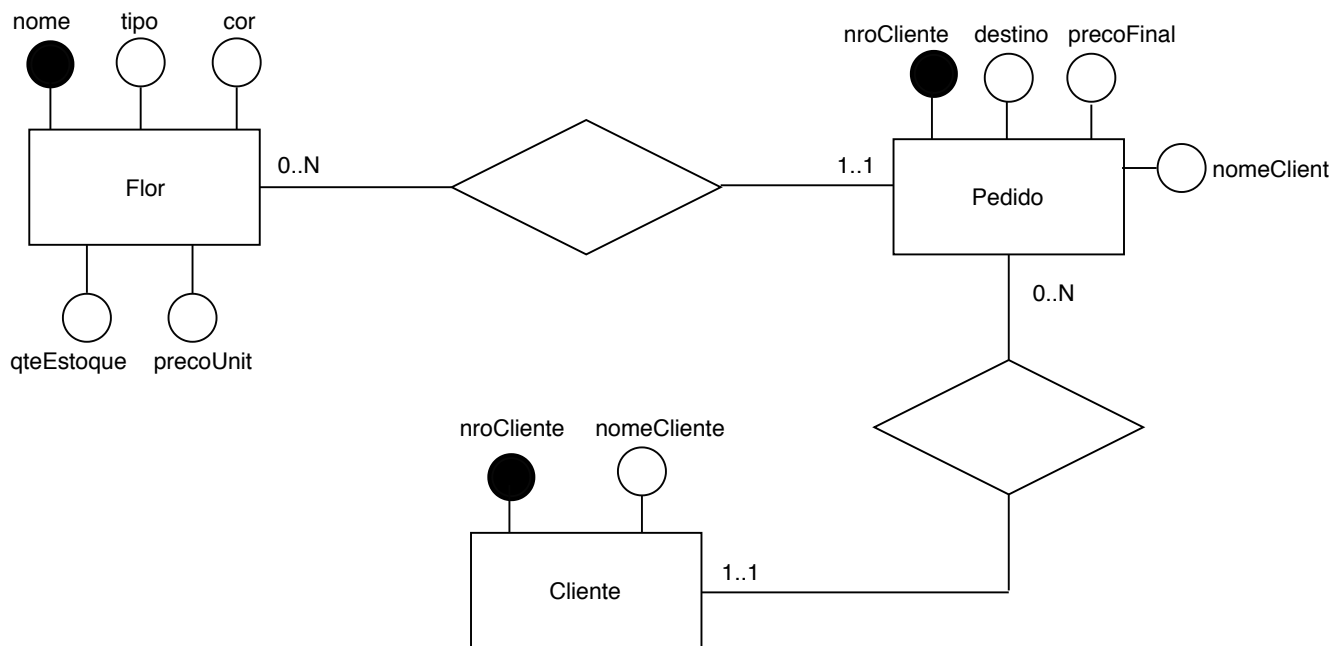 nome
tipo
cor
nroCliente
destino
precoFinal
Flor
0..N
1..1
Pedido
nomeClient
qteEstoque
precoUnit
0..N
nroCliente
nomeCliente
Cliente
1..1